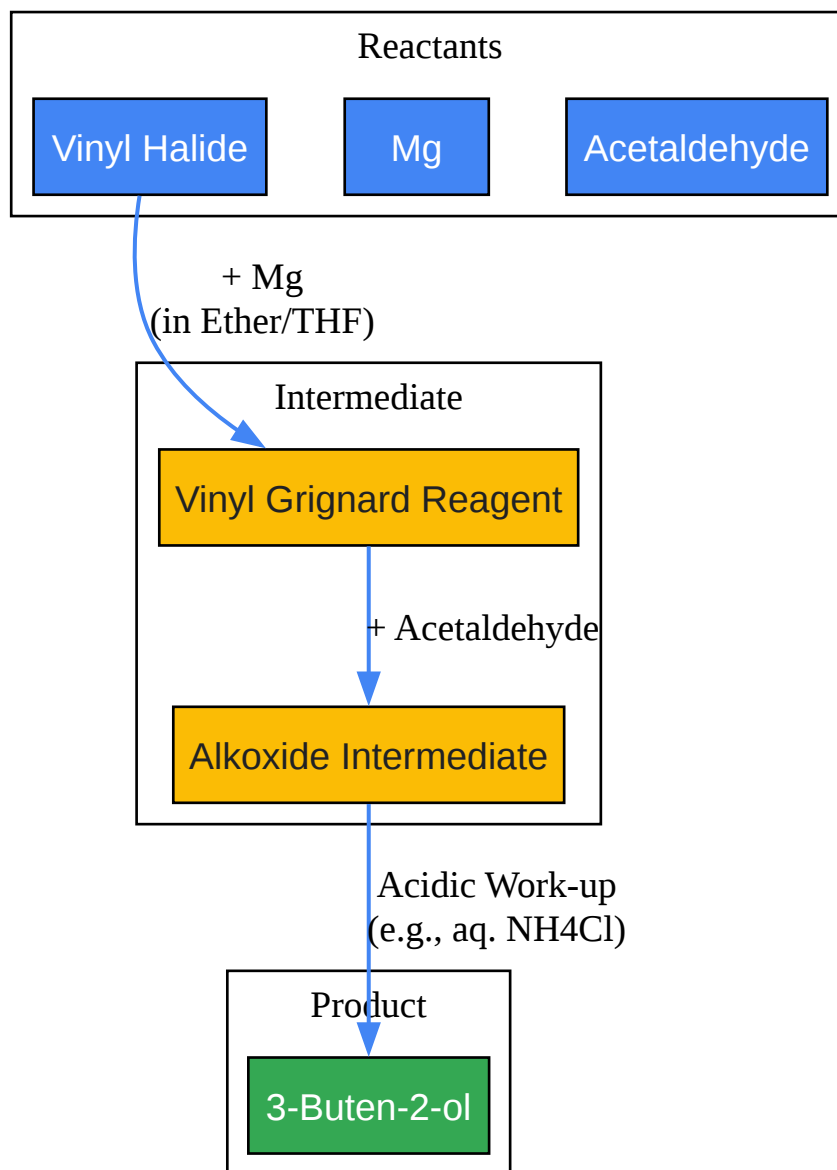 Reactants
Vinyl Halide
Mg
Acetaldehyde
+ Mg
(in Ether/THF)
Intermediate
Vinyl Grignard Reagent
+ Acetaldehyde
Alkoxide Intermediate
Acidic Work-up
(e.g., aq. NH4Cl)
Product
3-Buten-2-ol